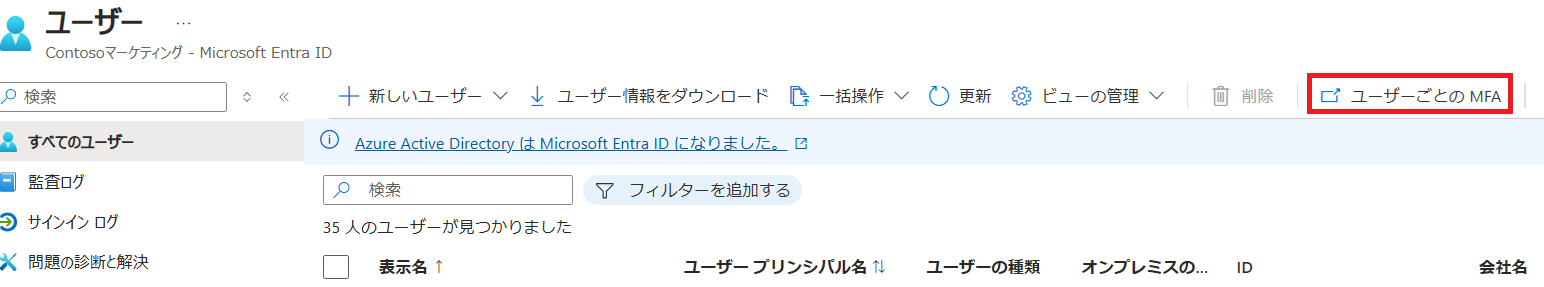 ユーザー ...
Contosoマーケティング - Microsoft Entra ID
検索
新しいユーザー ユーザー情報をダウンロード 一括操作 更新 ビューの管理 削除 ユーザーごとの MFA
すべてのユーザー
監査ログ
サインイン ログ
問題の診断と解決
Azure Active Directory は Microsoft Entra ID になりました。
検索 フィルターを追加する
35 人のユーザーが見つかりました
表示名 ↑ ユーザー プリンシパル名 ↑↓ ユーザーの種類 オンプレミスの... ID 会社名